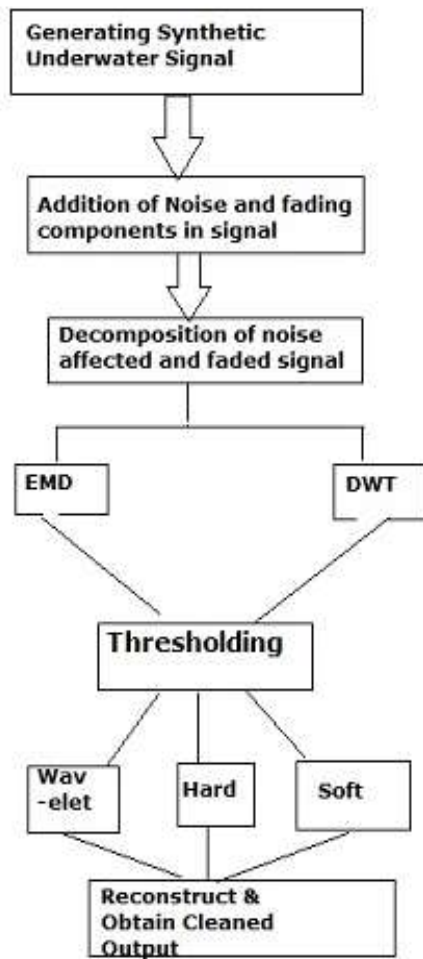 Generating Synthetic
Underwater Signal
Addition of Noise and fading
components in signal
Decomposition of noise
affected and faded signal
EMD
DWT
Thresholding
Wav
-elet
Hard
Soft
Reconstruct &
Obtain Cleaned
Output